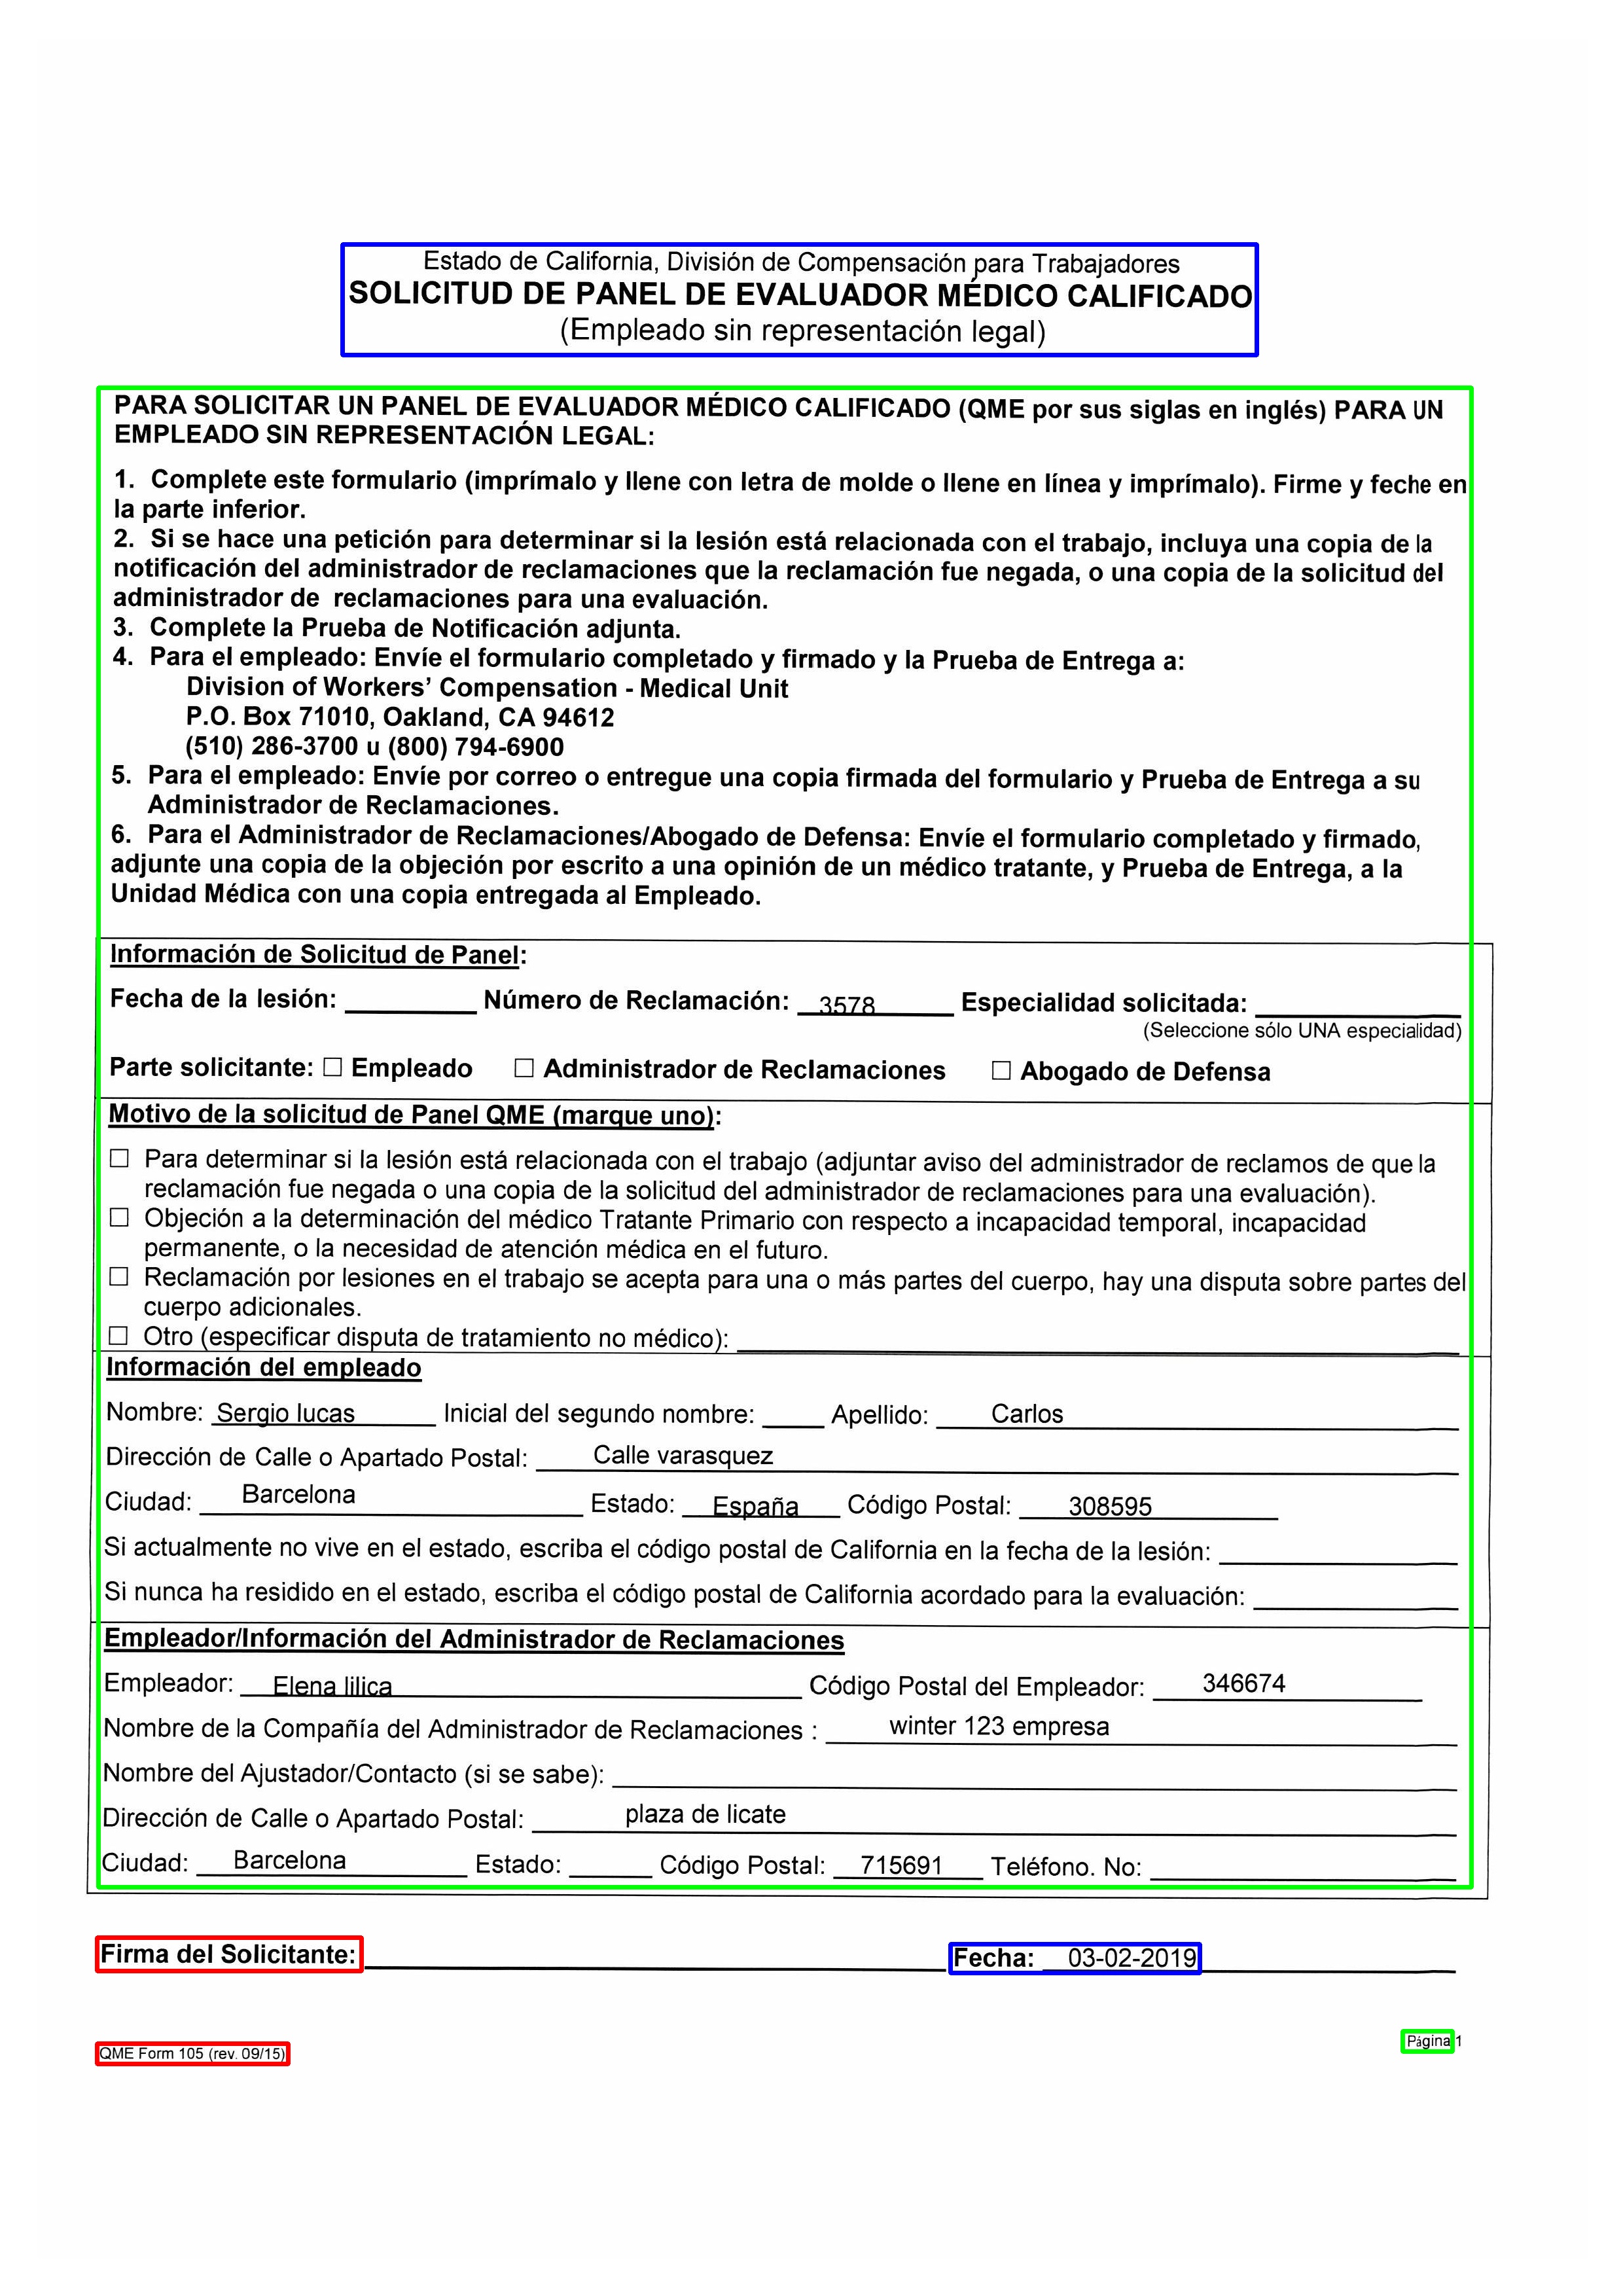 Estado de California, División de Compensación para Trabajadores
SOLICITUD DE PANEL DE EVALUADOR MÉDICO CALIFICADO
(Empleado sin representación legal)
PARA SOLICITAR UN PANEL DE EVALUADOR MÉDICO CALIFICADO (QME por sus siglas en inglés) PARA UN
EMPLEADO SIN REPRESENTACIÓN LEGAL:
1. Complete este formulario (imprímalo y llene con letra de molde o llene en línea y imprímalo). Firme y feche en
la parte inferior.
2. Si se hace una petición para determinar si la lesión está relacionada con el trabajo, incluya una copia de la
notificación del administrador de reclamaciones que la reclamación fue negada, o una copia de la solicitud del
administrador de reclamaciones para una evaluación.
3. Complete la Prueba de Notificación adjunta.
4. Para el empleado: Envíe el formulario completado y firmado y la Prueba de Entrega a:
Division of Workers' Compensation - Medical Unit
P.O. Box 71010, Oakland, CA 94612
(510) 286-3700 u (800) 794-6900
5. Para el empleado: Envíe por correo o entregue una copia firmada del formulario y Prueba de Entrega a su
Administrador de Reclamaciones.
6. Para el Administrador de Reclamaciones/Abogado de Defensa: Envíe el formulario completado y firmado,
adjunte una copia de la objeción por escrito a una opinión de un médico tratante, y Prueba de Entrega, a la
Unidad Médica con una copia entregada al Empleado.
Información de Solicitud de Panel:
Fecha de la lesión: Número de Reclamación: 3578 Especialidad solicitada:
(Seleccione sólo UNA especialidad)
Parte solicitante: ☐ Empleado ☐ Administrador de Reclamaciones ☐ Abogado de Defensa
Motivo de la solicitud de Panel QME (marque uno):
☐ Para determinar si la lesión está relacionada con el trabajo (adjuntar aviso del administrador de reclamos de que la
reclamación fue negada o una copia de la solicitud del administrador de reclamaciones para una evaluación).
☐ Objeción a la determinación del médico Tratante Primario con respecto a incapacidad temporal, incapacidad
permanente, o la necesidad de atención médica en el futuro.
☐ Reclamación por lesiones en el trabajo se acepta para una o más partes del cuerpo, hay una disputa sobre partes del
cuerpo adicionales.
☐ Otro (especificar disputa de tratamiento no médico):
Información del empleado
Nombre: Sergio lucas Inicial del segundo nombre: Apellido: Carlos
Dirección de Calle o Apartado Postal: Calle varasquez
Ciudad: Barcelona Estado: España Código Postal: 308595
Si actualmente no vive en el estado, escriba el código postal de California en la fecha de la lesión:
Si nunca ha residido en el estado, escriba el código postal de California acordado para la evaluación:
Empleador/Información del Administrador de Reclamaciones
Empleador: Elena lilica Código Postal del Empleador: 346674
Nombre de la Compañía del Administrador de Reclamaciones : winter 123 empresa
Nombre del Ajustador/Contacto (si se sabe):
Dirección de Calle o Apartado Postal: plaza de licate
Ciudad: Barcelona Estado: Código Postal: 715691 Teléfono. No:
Firma del Solicitante: Fecha: 03-02-2019
QME Form 105 (rev. 09/15) Página 1